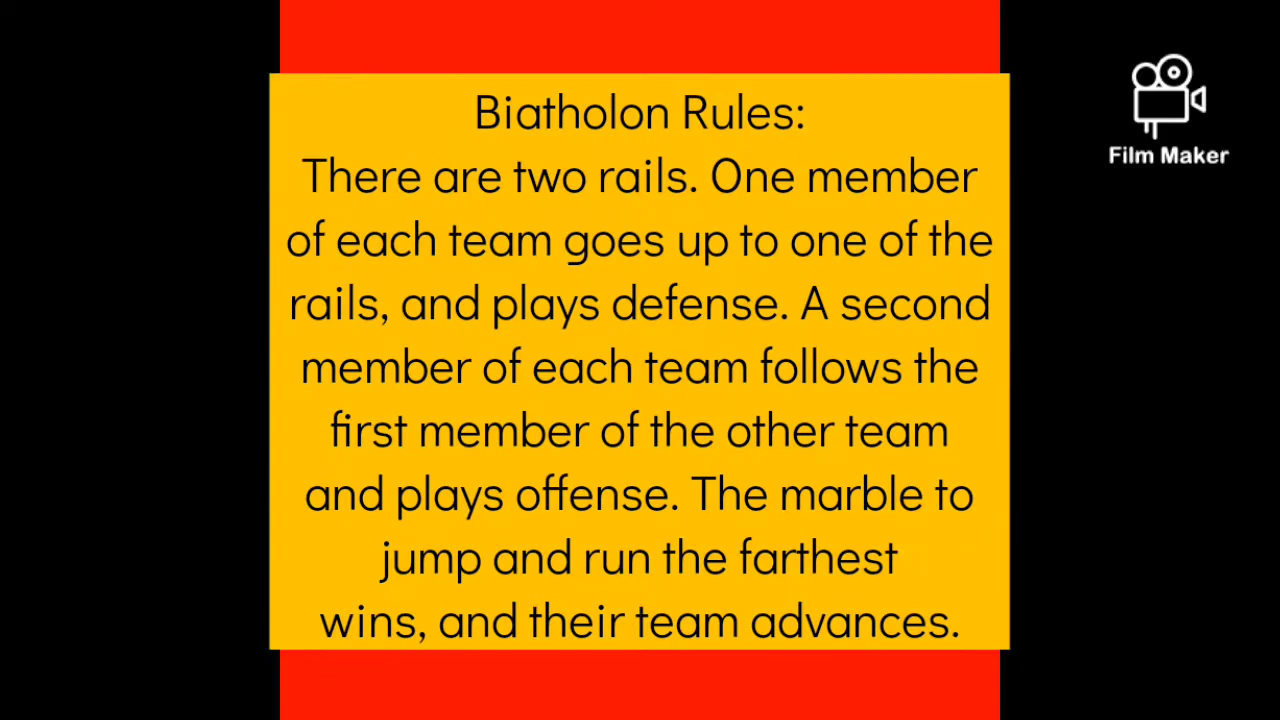 Biatholon Rules:
There are two rails. One member
of each team goes up to one of the
rails, and plays defense. A second
member of each team follows the
first member of the other team
and plays offense. The marble to
jump and run the farthest
wins, and their team advances.
Film Maker